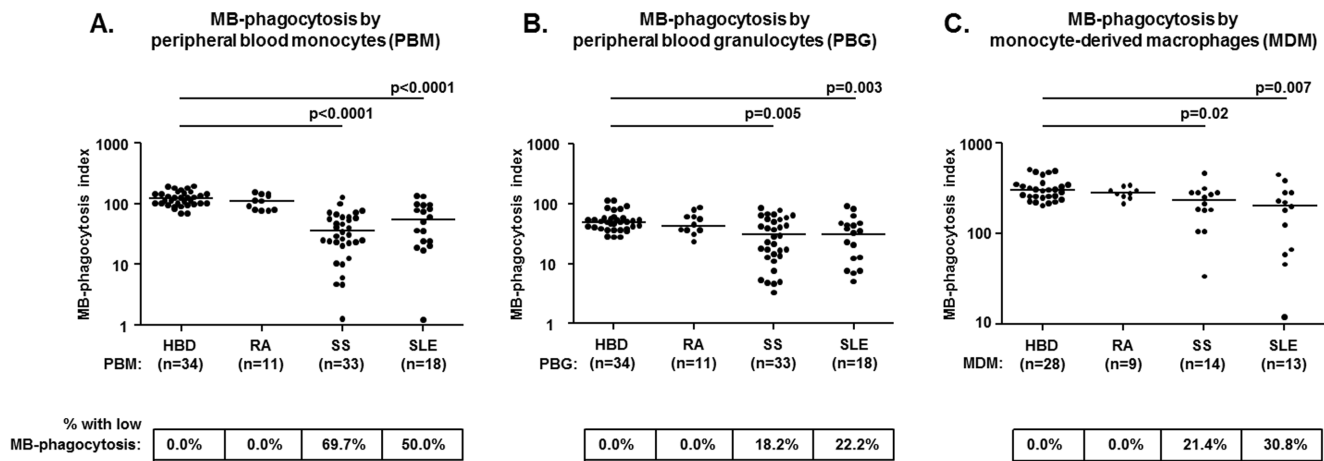 A.
MB-phagocytosis by
peripheral blood monocytes (PBM)
p<0.0001
p<0.0001
MB-phagocytosis index
1000
100
10
1
HBD RA SS SLE
PBM: (n=34) (n=11) (n=33) (n=18)
% with low
MB-phagocytosis: 0.0% 0.0% 69.7% 50.0%
B.
MB-phagocytosis by
peripheral blood granulocytes (PBG)
p=0.003
p=0.005
MB-phagocytosis index
1000
100
10
1
HBD RA SS SLE
PBG: (n=34) (n=11) (n=33) (n=18)
0.0% 0.0% 18.2% 22.2%
C.
MB-phagocytosis by
monocyte-derived macrophages (MDM)
p=0.007
p=0.02
MB-phagocytosis index
1000
100
10
HBD RA SS SLE
MDM: (n=28) (n=9) (n=14) (n=13)
0.0% 0.0% 21.4% 30.8%